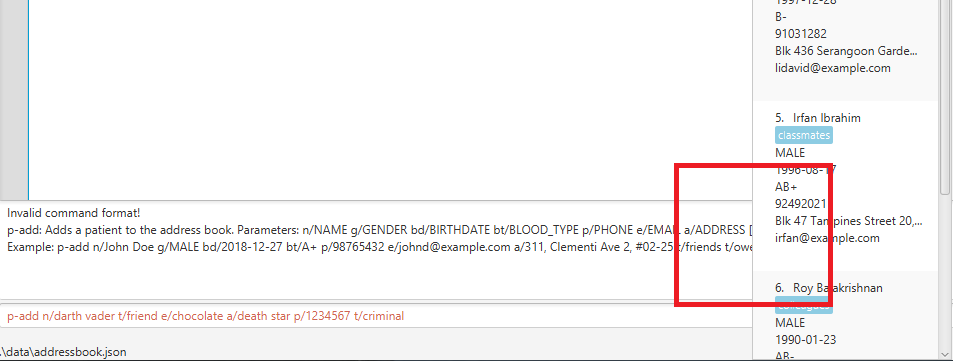 1997-12-28
B-
91031282
Blk 436 Serangoon Garde...
lidavid@example.com
5. Irfan Ibrahim
classmates
MALE
1996-08-17
AB+
92492021
Blk 47 Tampines Street 20,...
irfan@example.com
6. Roy Balakrishnan
colleagues
MALE
1990-01-23
AB-
Invalid command format!
p-add: Adds a patient to the address book. Parameters: n/NAME g/GENDER bd/BIRTHDATE bt/BLOOD_TYPE p/PHONE e/EMAIL a/ADDRESS [
Example: p-add n/John Doe g/MALE bd/2018-12-27 bt/A+ p/98765432 e/johnd@example.com a/311, Clementi Ave 2, #02-25 t/friends t/owe
p-add n/darth vader t/friend e/chocolate a/death star p/1234567 t/criminal
.\data\addressbook.json